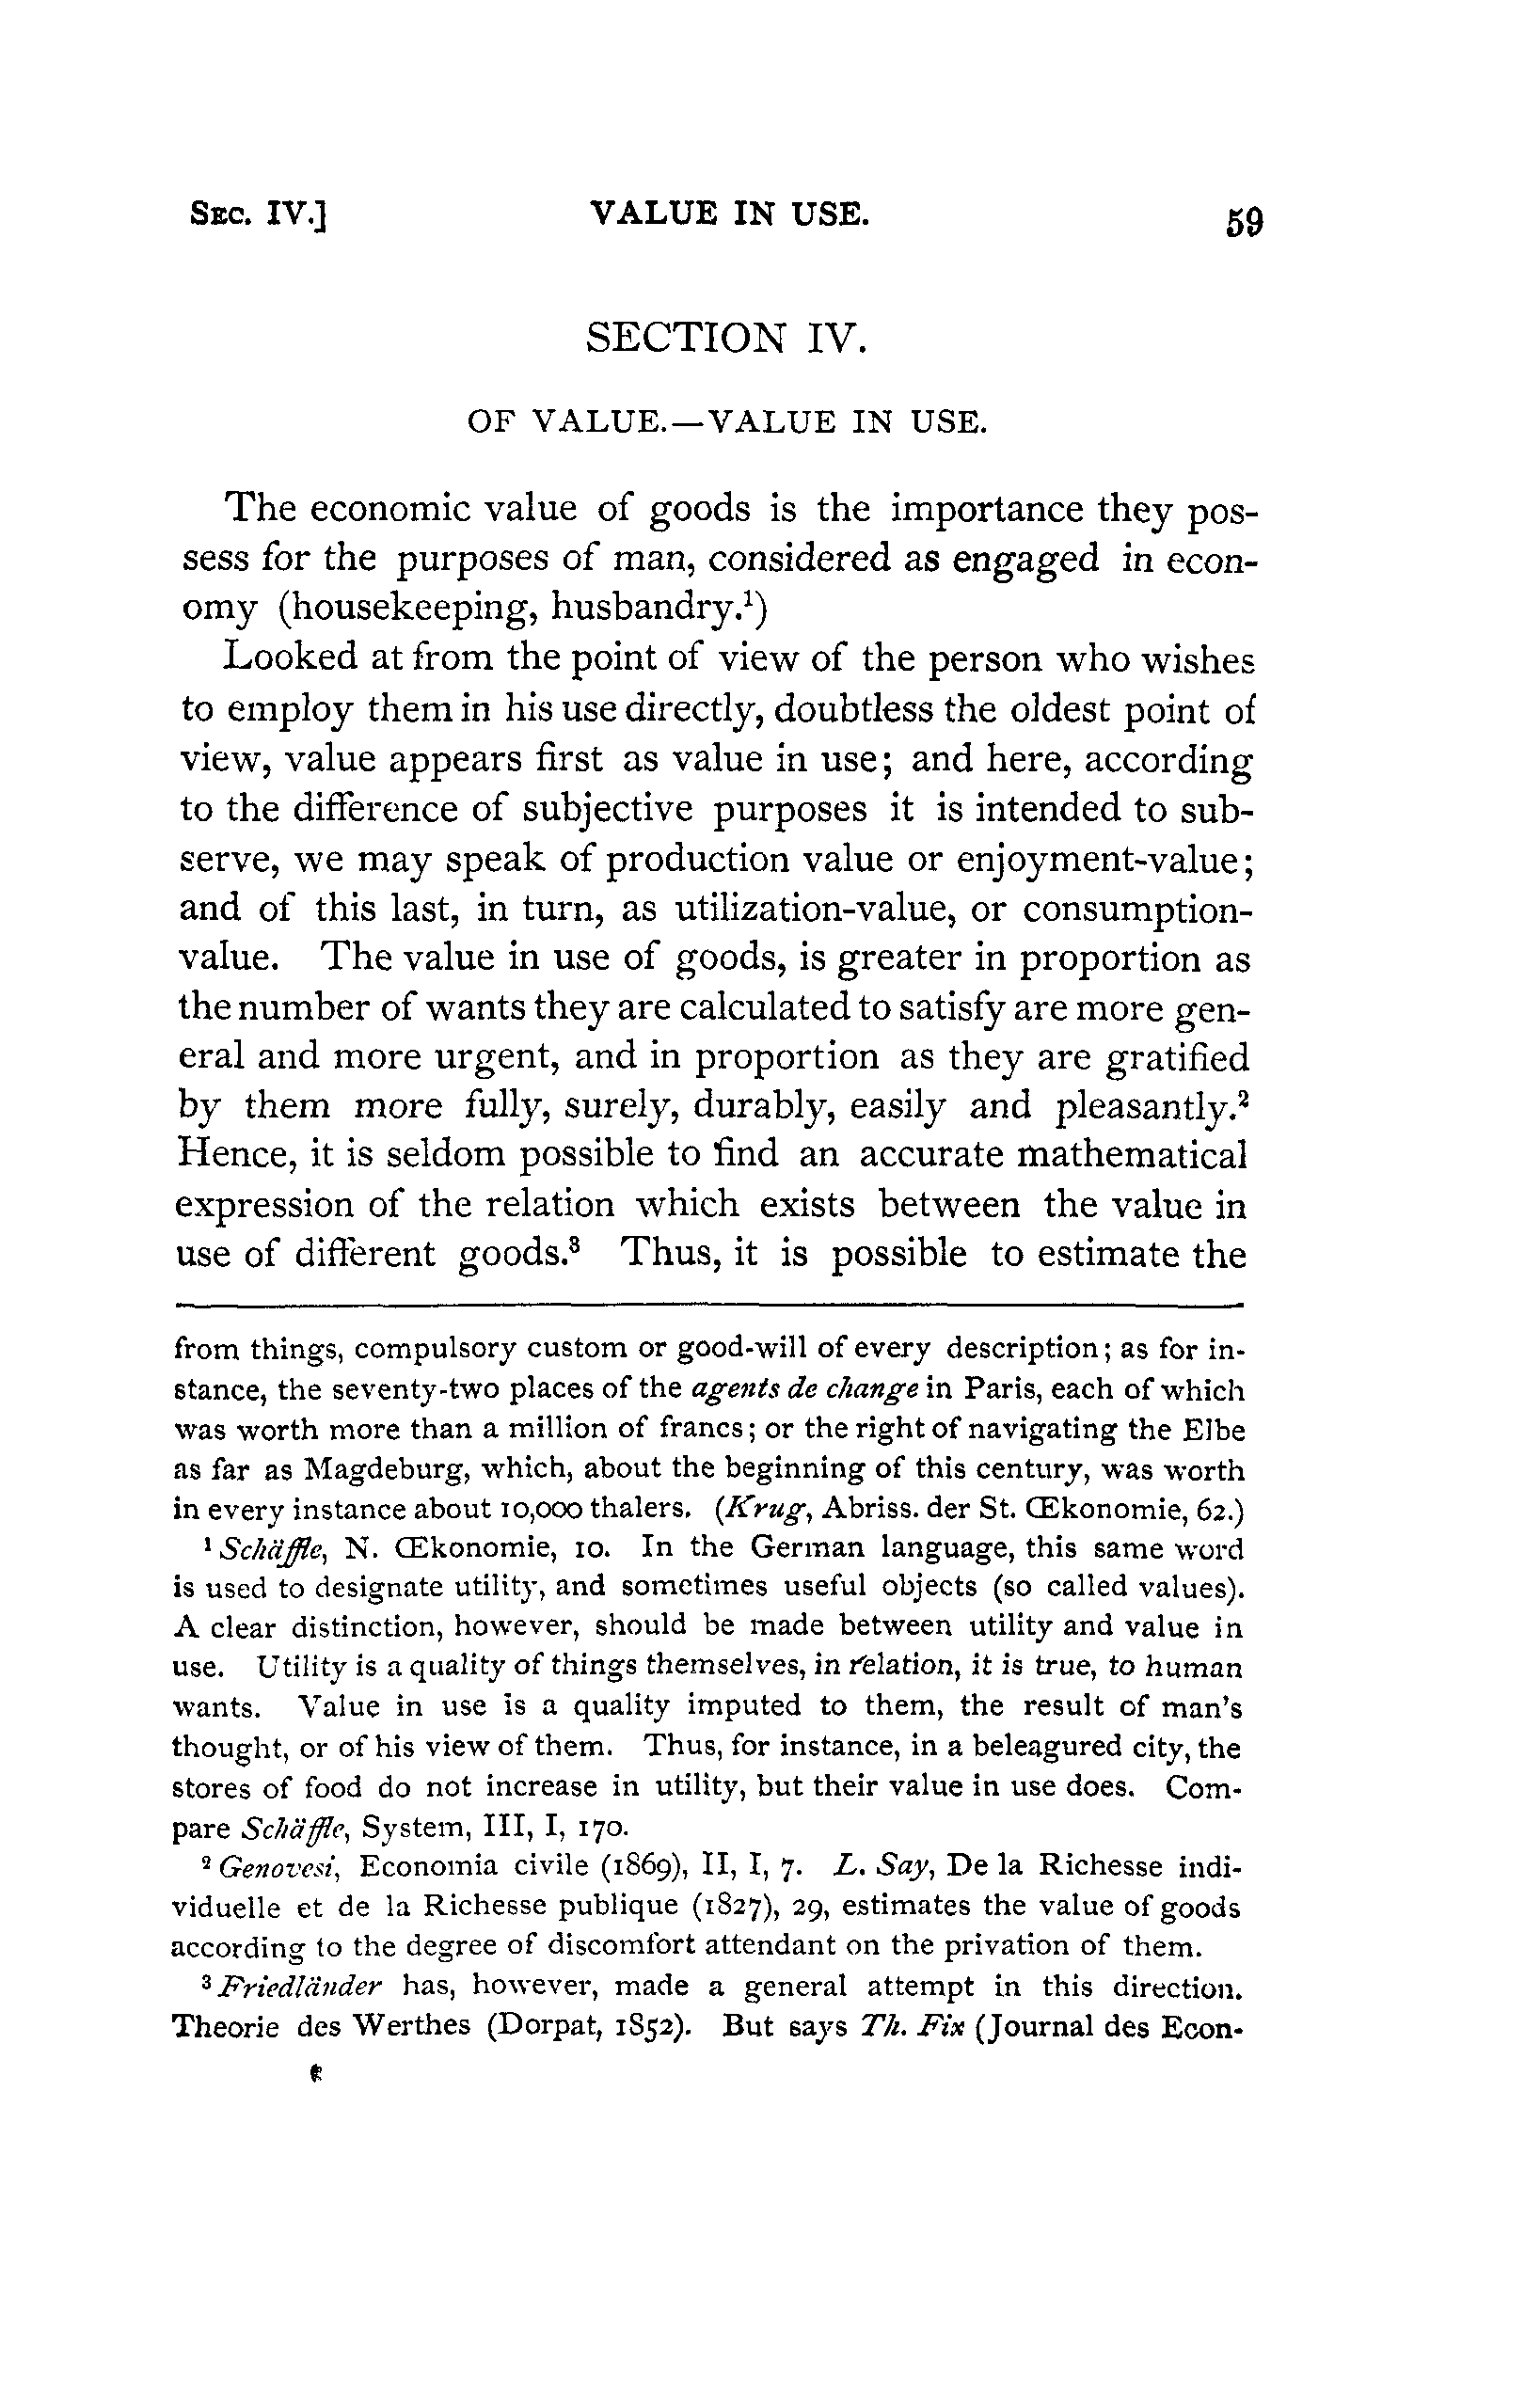 SEC. IV.] VALUE IN USE. 59
SECTION IV.
OF VALUE.—VALUE IN USE.
The economic value of goods is the importance they pos-
sess for the purposes of man, considered as engaged in econ-
omy (housekeeping, husbandry.¹)
Looked at from the point of view of the person who wishes
to employ them in his use directly, doubtless the oldest point of
view, value appears first as value in use; and here, according
to the difference of subjective purposes it is intended to sub-
serve, we may speak of production value or enjoyment-value;
and of this last, in turn, as utilization-value, or consumption-
value. The value in use of goods, is greater in proportion as
the number of wants they are calculated to satisfy are more gen-
eral and more urgent, and in proportion as they are gratified
by them more fully, surely, durably, easily and pleasantly.²
Hence, it is seldom possible to find an accurate mathematical
expression of the relation which exists between the value in
use of different goods.³ Thus, it is possible to estimate the
from things, compulsory custom or good-will of every description; as for in-
stance, the seventy-two places of the agents de change in Paris, each of which
was worth more than a million of francs; or the right of navigating the Elbe
as far as Magdeburg, which, about the beginning of this century, was worth
in every instance about 10,000 thalers. (Krug, Abriss. der St. Œkonomie, 62.)
¹ Schäffle, N. Œkonomie, 10. In the German language, this same word
is used to designate utility, and sometimes useful objects (so called values).
A clear distinction, however, should be made between utility and value in
use. Utility is a quality of things themselves, in relation, it is true, to human
wants. Value in use is a quality imputed to them, the result of man's
thought, or of his view of them. Thus, for instance, in a beleagured city, the
stores of food do not increase in utility, but their value in use does. Com-
pare Schäffle, System, III, I, 170.
² Genovesi, Economia civile (1869), II, I, 7. L. Say, De la Richesse indi-
viduelle et de la Richesse publique (1827), 29, estimates the value of goods
according to the degree of discomfort attendant on the privation of them.
³ Friedländer has, however, made a general attempt in this direction.
Theorie des Werthes (Dorpat, 1852). But says Th. Fix (Journal des Econ-